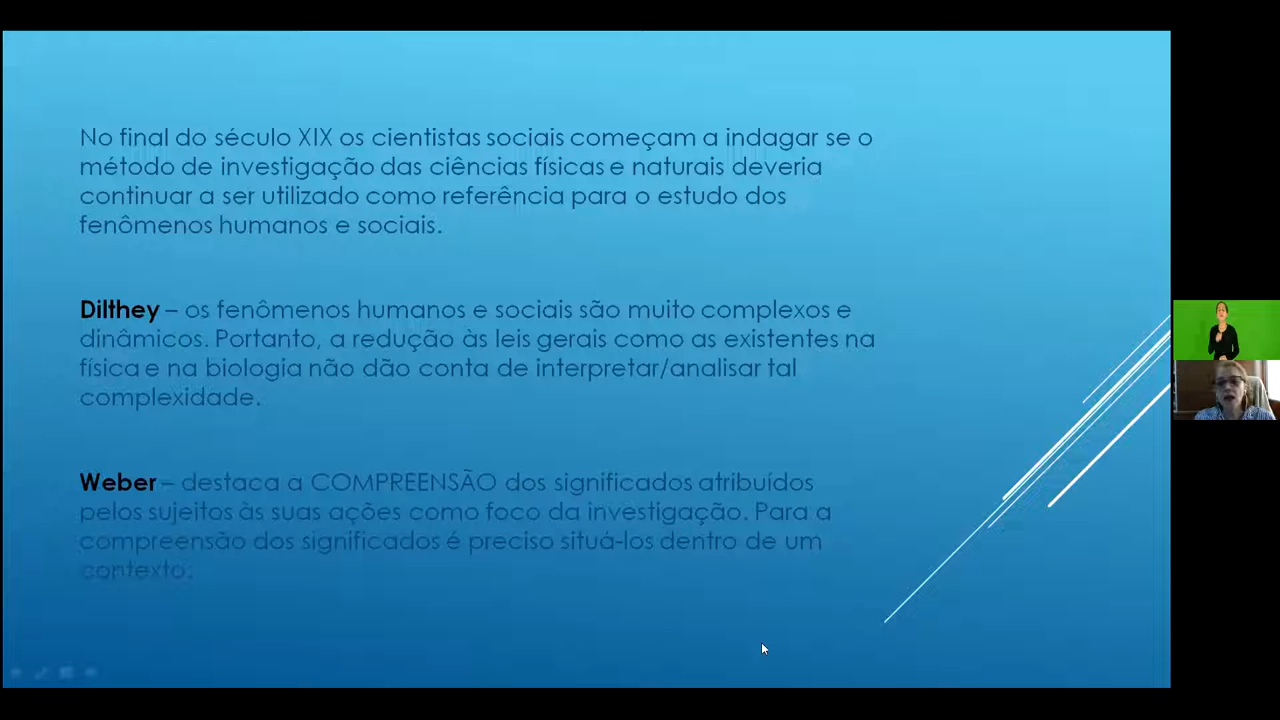 No final do século XIX os cientistas sociais começam a indagar se o
método de investigação das ciências físicas e naturais deveria
continuar a ser utilizado como referência para o estudo dos
fenômenos humanos e sociais.
Dilthey – os fenômenos humanos e sociais são muito complexos e
dinâmicos. Portanto, a redução às leis gerais como as existentes na
física e na biologia não dão conta de interpretar/analisar tal
complexidade.
Weber – destaca a COMPREENSÃO dos significados atribuídos
pelos sujeitos às suas ações como foco da investigação. Para a
compreensão dos significados é preciso situá-los dentro de um
contexto.